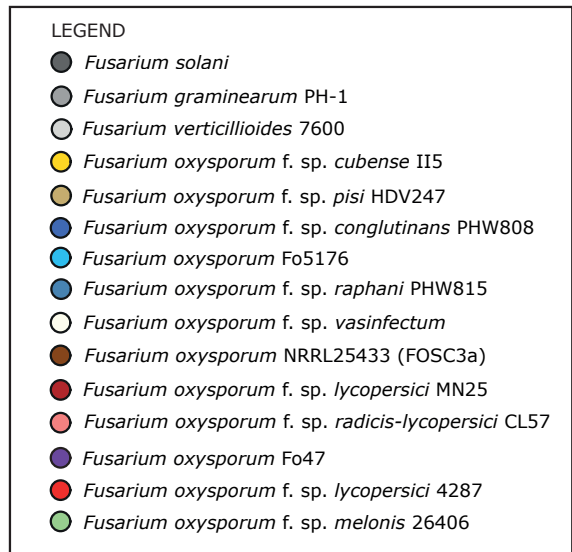 LEGEND
Fusarium solani
Fusarium graminearum PH-1
Fusarium verticillioides 7600
Fusarium oxysporum f. sp. cubense II5
Fusarium oxysporum f. sp. pisi HDV247
Fusarium oxysporum f. sp. conglutinans PHW808
Fusarium oxysporum Fo5176
Fusarium oxysporum f. sp. raphani PHW815
Fusarium oxysporum f. sp. vasinfectum
Fusarium oxysporum NRRL25433 (FOSC3a)
Fusarium oxysporum f. sp. lycopersici MN25
Fusarium oxysporum f. sp. radicis-lycopersici CL57
Fusarium oxysporum Fo47
Fusarium oxysporum f. sp. lycopersici 4287
Fusarium oxysporum f. sp. melonis 26406